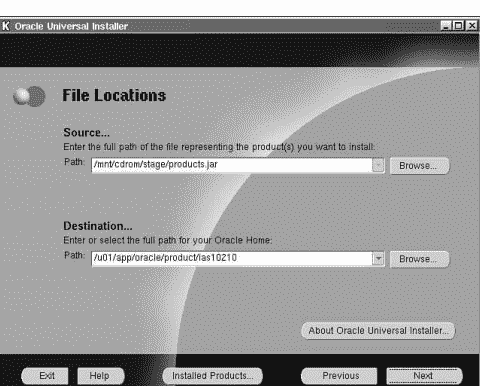 K Oracle Universal Installer
File Locations
Source...
Enter the full path of the file representing the product(s) you want to install:
Path: /mnt/cdrom/stage/products.jar Browse...
Destination...
Enter or select the full path for your Oracle Home:
Path: /u01/app/oracle/product/ias10210 Browse...
About Oracle Universal Installer...
Exit Help Installed Products... Previous Next